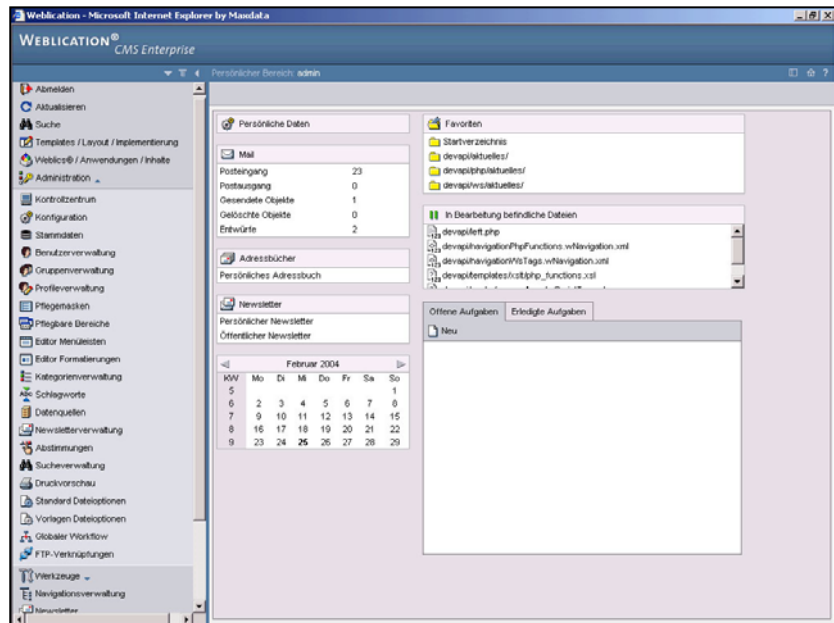 Weblication - Microsoft Internet Explorer by Maxdata
WEBLICATION®
CMS Enterprise
Persönlicher Bereich: admin
?
Abmelden
Aktualisieren
Suche
Templates / Layout / Implementierung
Weblics® / Anwendungen / Inhalte
Administration
Kontrollzentrum
Konfiguration
Stammdaten
Benutzerverwaltung
Gruppenverwaltung
Profileverwaltung
Pflegemasken
Pflegbare Bereiche
Editor Menüleisten
Editor Formatierungen
Kategorienverwaltung
Schlagworte
Datenquellen
Newsletterverwaltung
Abstimmungen
Sucheverwaltung
Druckvorschau
Standard Dateioptionen
Vorlagen Dateioptionen
Globaler Workflow
FTP-Verknüpfungen
Werkzeuge
Navigationsverwaltung
Newsletter
Persönliche Daten
Mail
Posteingang 23
Postausgang 0
Gesendete Objekte 1
Gelöschte Objekte 0
Entwürfe 2
Adressbücher
Persönliches Adressbuch
Newsletter
Persönlicher Newsletter
Öffentlicher Newsletter
Februar 2004
KW Mo Di Mi Do Fr Sa So
5 1
6 2 3 4 5 6 7 8
7 9 10 11 12 13 14 15
8 16 17 18 19 20 21 22
9 23 24 25 26 27 28 29
Favoriten
Startverzeichnis
devapi/aktuelles/
devapi/php/aktuelles/
devapi/ws/aktuelles/
In Bearbeitung befindliche Dateien
devapi/left.php
devapi/navigationPhpFunctions.wNavigation.xml
devapi/navigationWsTags.wNavigation.xml
devapi/templates/xslt/php_functions.xsl
Offene Aufgaben Erledigte Aufgaben
Neu